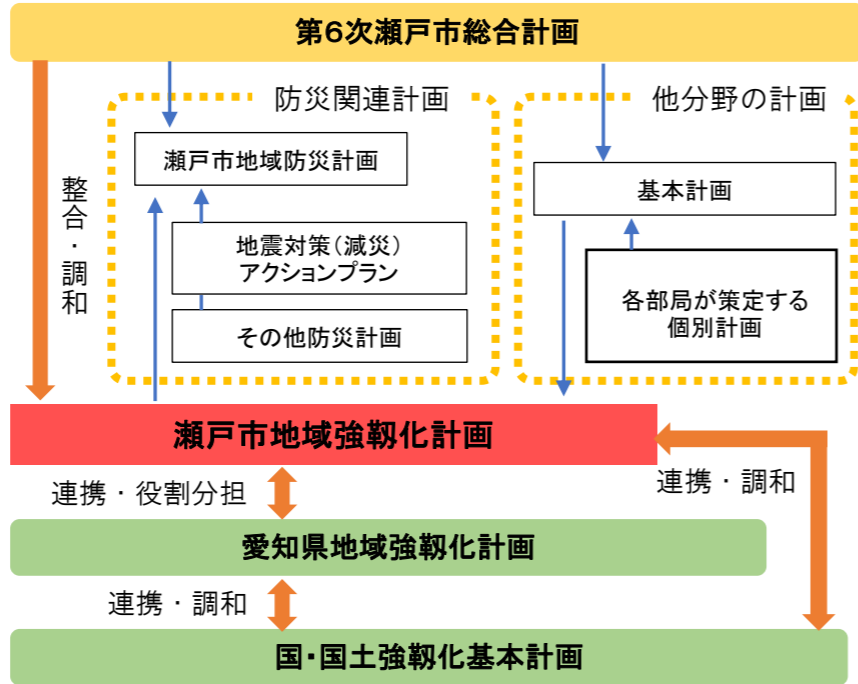 第6次瀬戸市総合計画
防災関連計画
他分野の計画
瀬戸市地域防災計画
基本計画
整合・調和
地震対策(減災)
アクションプラン
各部局が策定する
個別計画
その他防災計画
瀬戸市地域強靱化計画
連携・役割分担
連携・調和
愛知県地域強靱化計画
連携・調和
国・国土強靱化基本計画